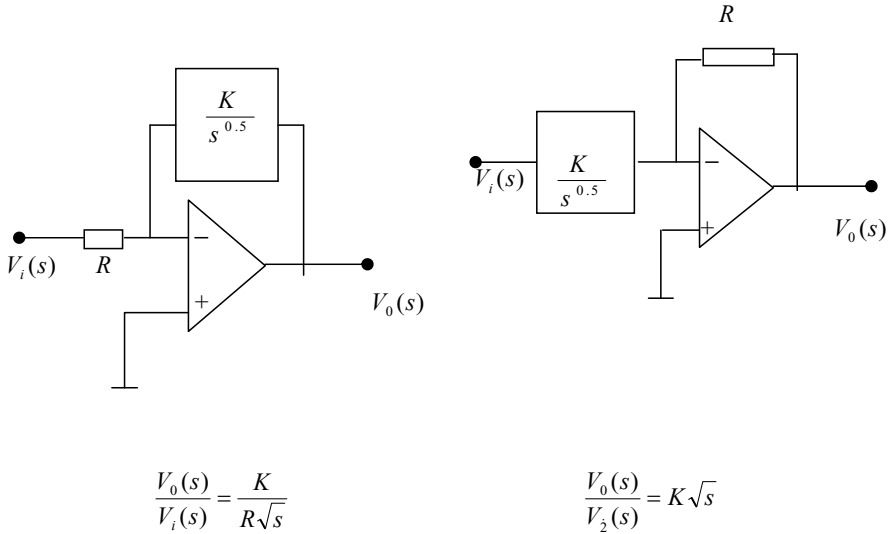 R
K
s^0.5
K
s^0.5
−
V_i(s)
+
V_0(s)
−
V_i(s)
R
+
V_0(s)
V_0(s)/V_i(s) = K/(R√s)
V_0(s)/V_2(s) = K√s